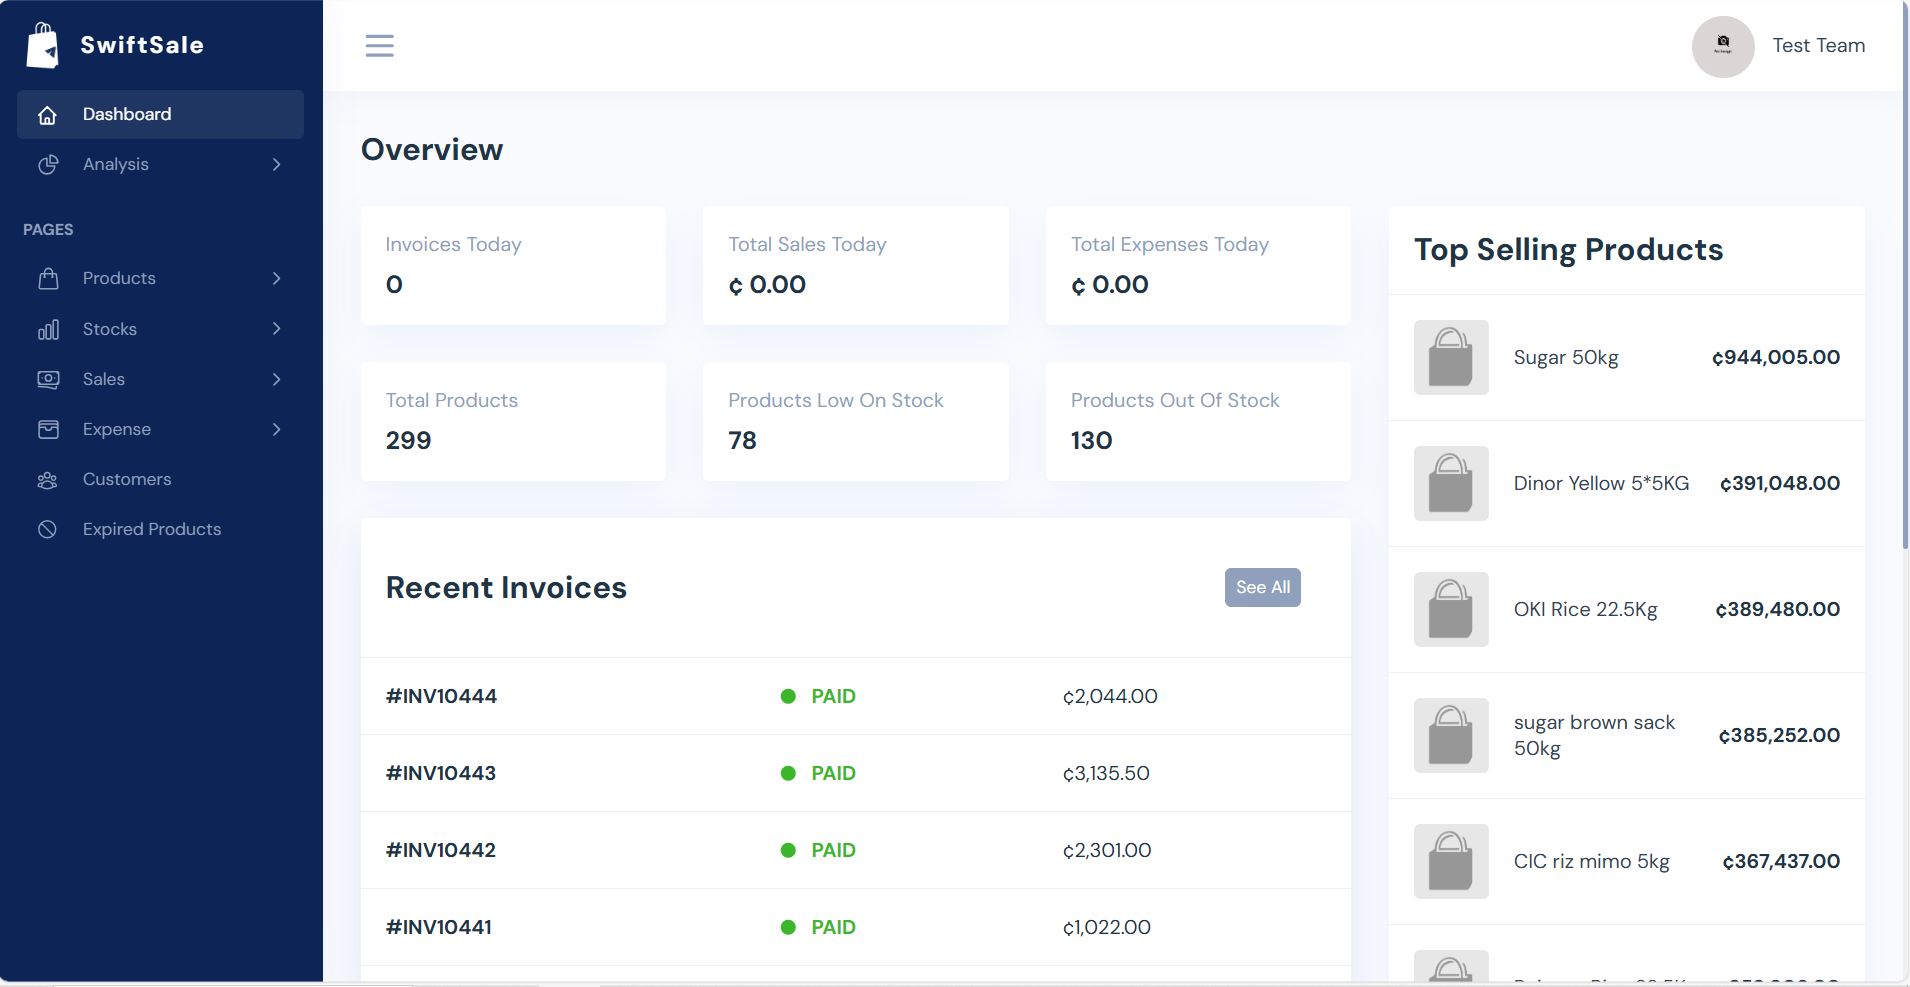 SwiftSale
Test Team
Dashboard
Analysis
PAGES
Products
Stocks
Sales
Expense
Customers
Expired Products
Overview
Invoices Today
0
Total Sales Today
¢ 0.00
Total Expenses Today
¢ 0.00
Total Products
299
Products Low On Stock
78
Products Out Of Stock
130
Recent Invoices
See All
#INV10444 PAID ¢2,044.00
#INV10443 PAID ¢3,135.50
#INV10442 PAID ¢2,301.00
#INV10441 PAID ¢1,022.00
Top Selling Products
Sugar 50kg ¢944,005.00
Dinor Yellow 5*5KG ¢391,048.00
OKI Rice 22.5Kg ¢389,480.00
sugar brown sack
50kg ¢385,252.00
CIC riz mimo 5kg ¢367,437.00